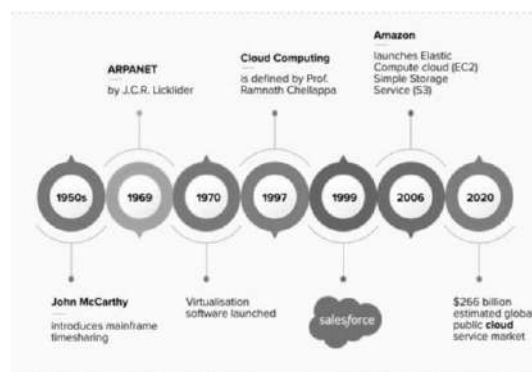 Amazon
launches Elastic
Compute cloud (EC2)
Simple Storage
Service (S3)
ARPANET
by J.C.R. Licklider
Cloud Computing
is defined by Prof.
Ramnath Chellappa
1950s
1969
1970
1997
1999
2006
2020
John McCarthy
introduces mainframe
timesharing
Virtualisation
software launched
salesforce
$266 billion
estimated global
public cloud
service market